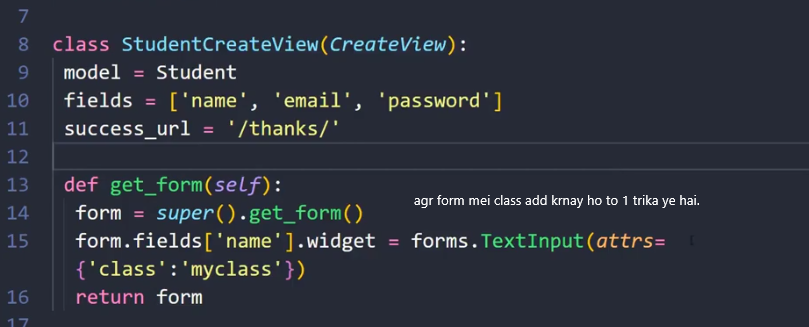 7
8 class StudentCreateView(CreateView):
9 model = Student
10 fields = ['name', 'email', 'password']
11 success_url = '/thanks/'
12
13 def get_form(self):
agr form mei class add krnay ho to 1 trika ye hai.
14 form = super().get_form()
15 form.fields['name'].widget = forms.TextInput(attrs=
{'class':'myclass'})
16 return form
17